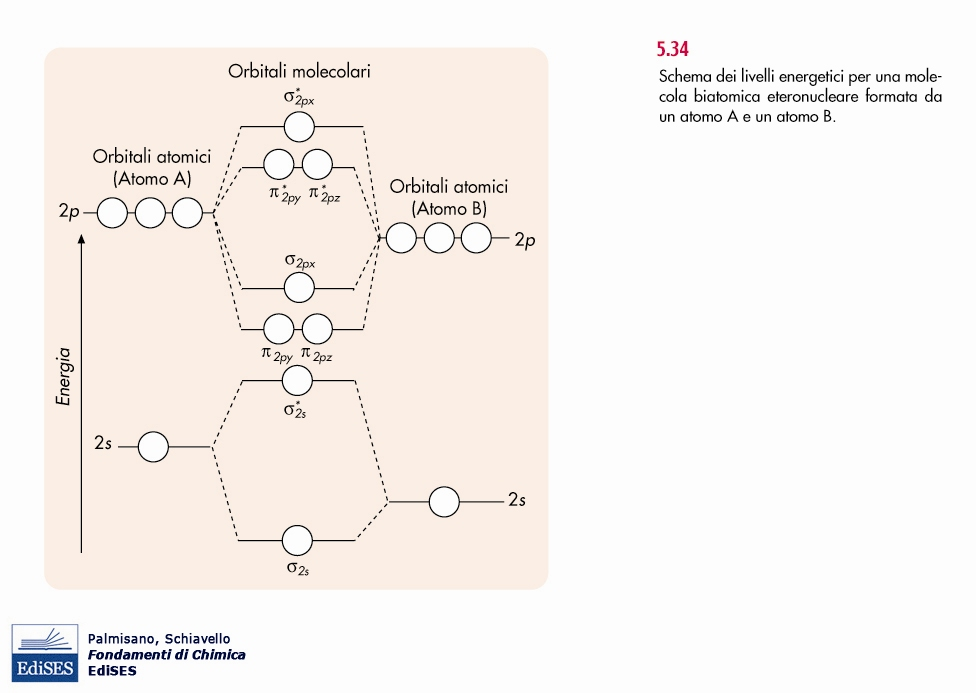 Orbitali molecolari
σ*2px
Orbitali atomici
(Atomo A)
π*2py π*2pz
Orbitali atomici
(Atomo B)
2p
2p
σ2px
π2py π2pz
Energia
σ*2s
2s
2s
σ2s
5.34
Schema dei livelli energetici per una mole-
cola biatomica eteronucleare formata da
un atomo A e un atomo B.
EdiSES
Palmisano, Schiavello
Fondamenti di Chimica
EdiSES